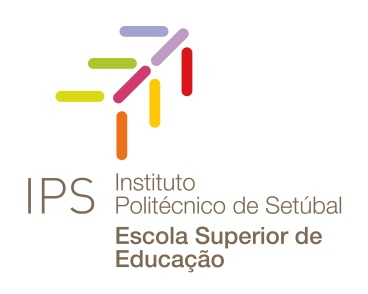 IPS
Instituto
Politécnico de Setúbal
Escola Superior de
Educação